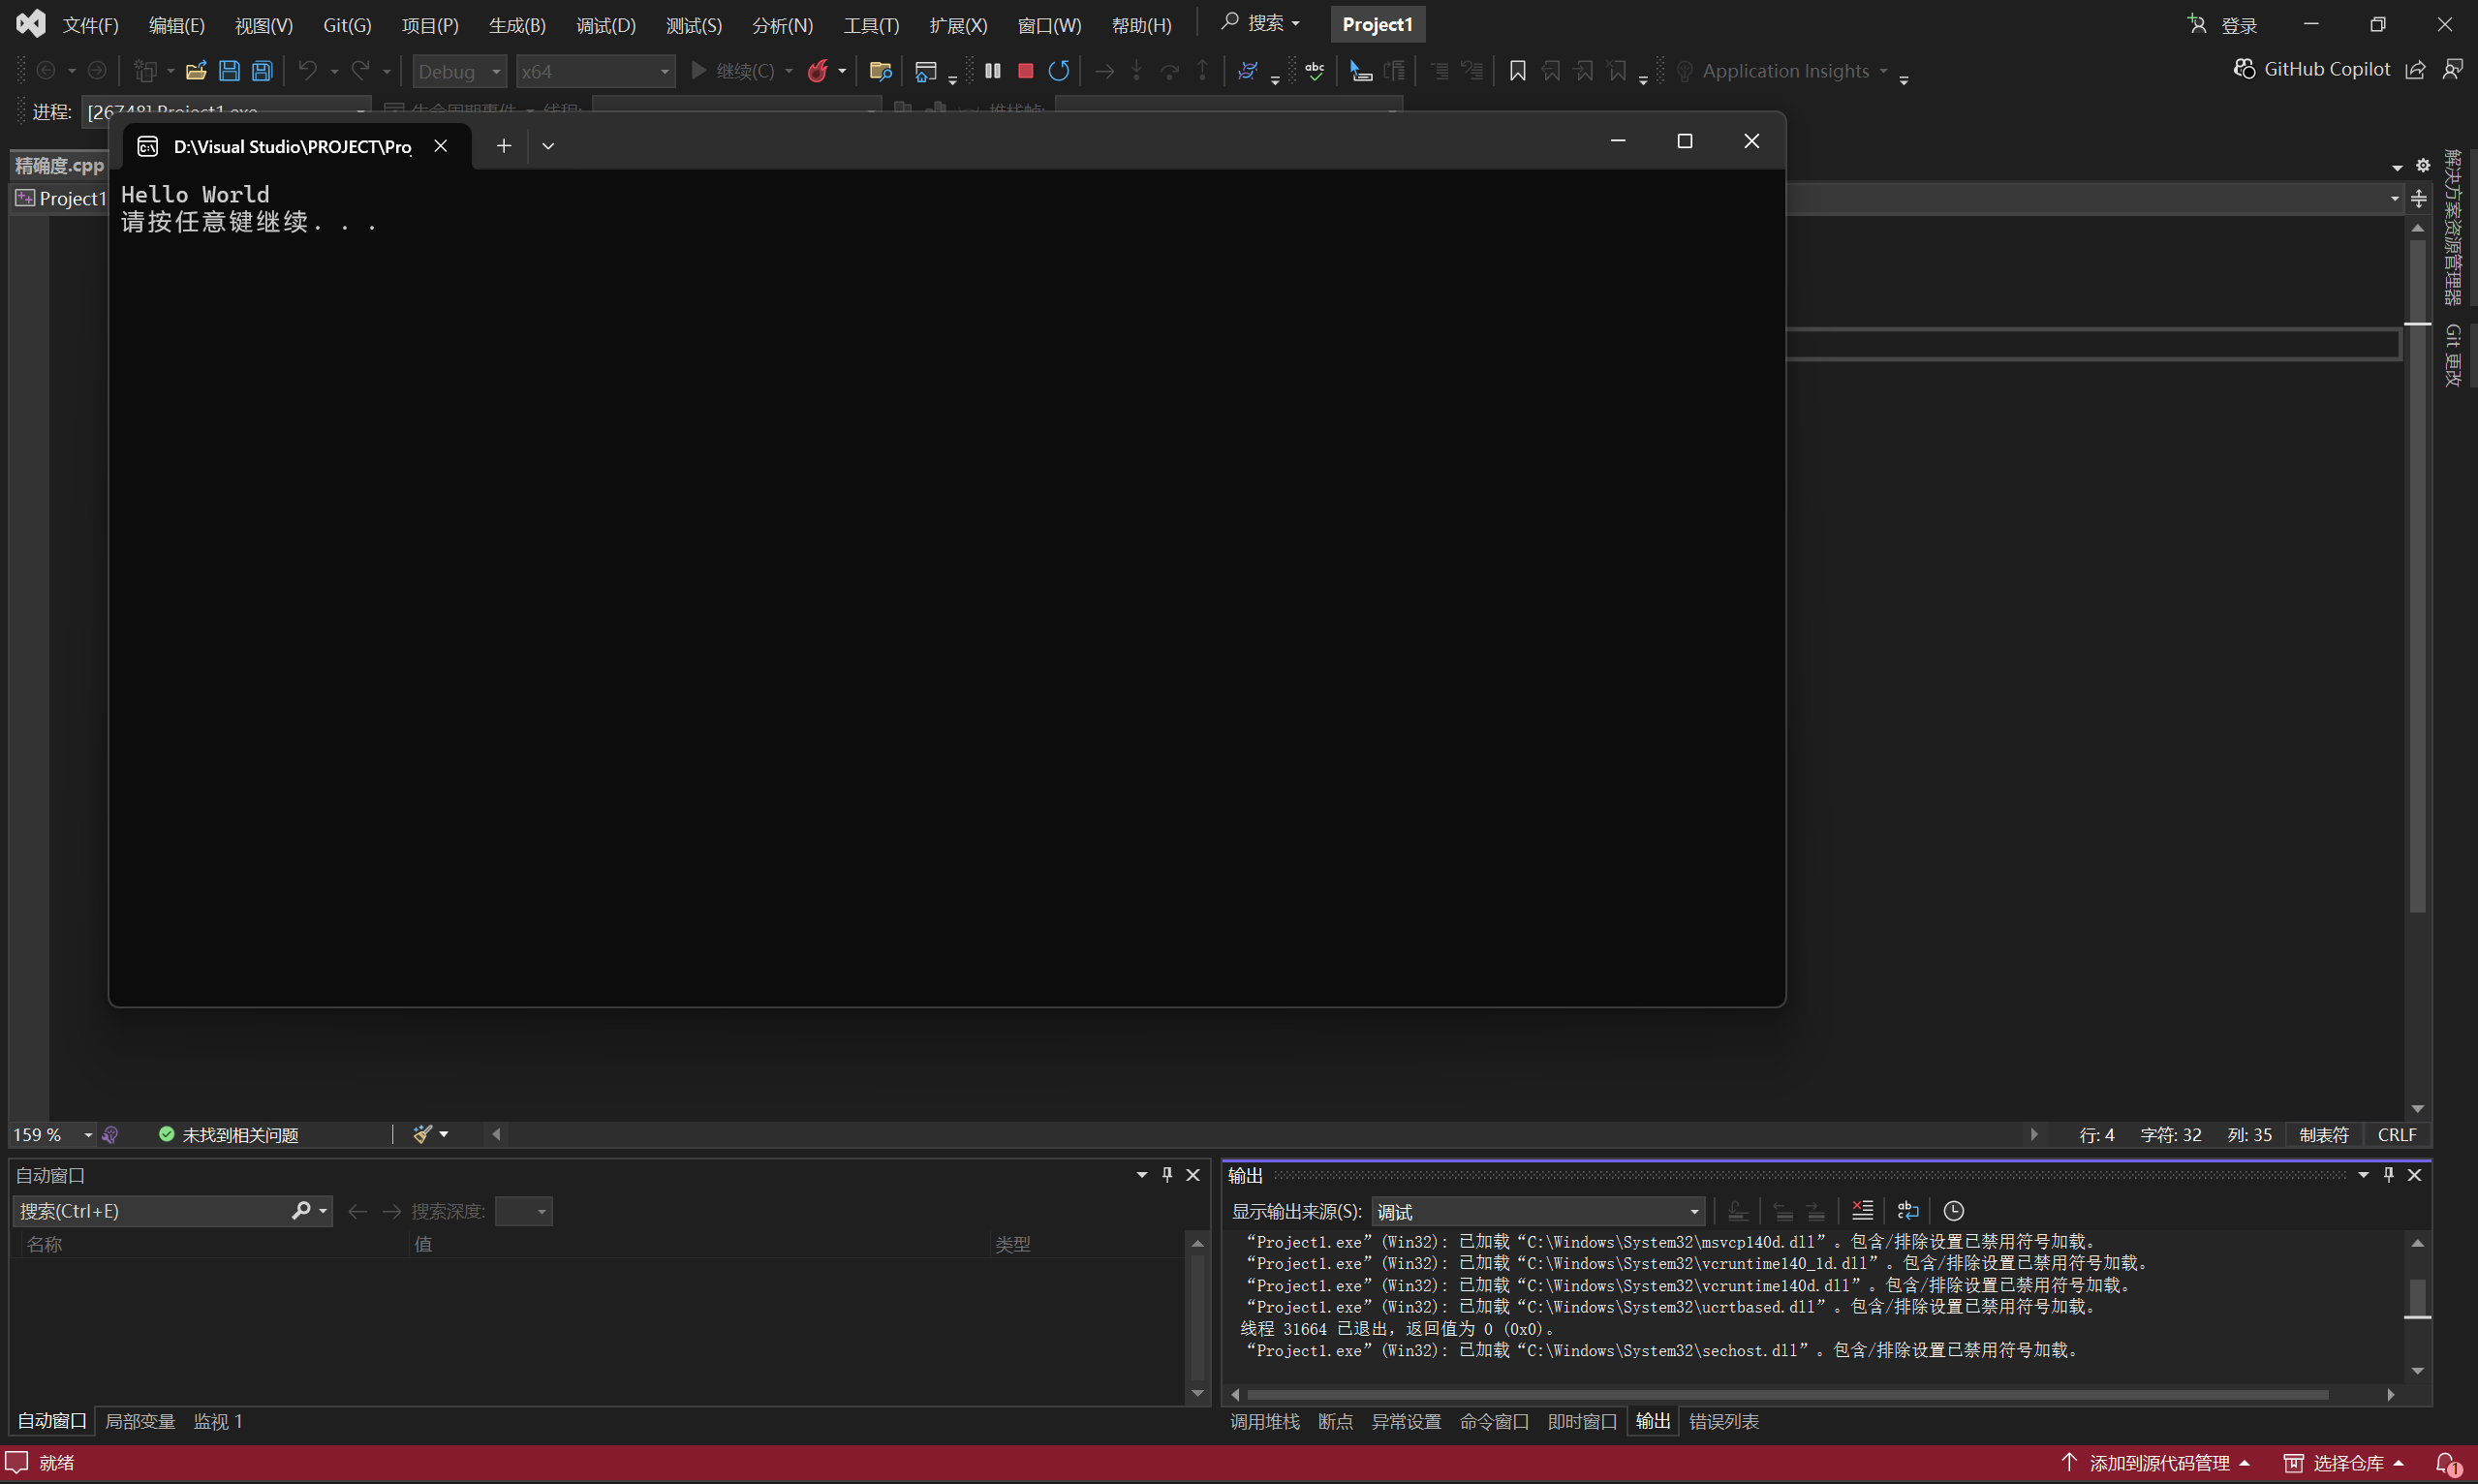 文件(F) 编辑(E) 视图(V) Git(G) 项目(P) 生成(B) 调试(D) 测试(S) 分析(N) 工具(T) 扩展(X) 窗口(W) 帮助(H) 搜索 Project1 登录
Debug x64 继续(C) Application Insights GitHub Copilot
进程: [26748] Project1.exe 生命周期事件 线程: 堆栈帧:
D:\Visual Studio\PROJECT\Pro
精确度.cpp
Project1
Hello World
请按任意键继续. . .
解决方案资源管理器
Git 更改
159 % 未找到相关问题 行: 4 字符: 32 列: 35 制表符 CRLF
自动窗口
搜索(Ctrl+E) 搜索深度:
名称 值 类型
自动窗口 局部变量 监视 1
输出
显示输出来源(S): 调试
“Project1.exe”(Win32): 已加载“C:\Windows\System32\msvcp140d.dll”。包含/排除设置已禁用符号加载。
“Project1.exe”(Win32): 已加载“C:\Windows\System32\vcruntime140_1d.dll”。包含/排除设置已禁用符号加载。
“Project1.exe”(Win32): 已加载“C:\Windows\System32\vcruntime140d.dll”。包含/排除设置已禁用符号加载。
“Project1.exe”(Win32): 已加载“C:\Windows\System32\ucrtbased.dll”。包含/排除设置已禁用符号加载。
线程 31664 已退出，返回值为 0 (0x0)。
“Project1.exe”(Win32): 已加载“C:\Windows\System32\sechost.dll”。包含/排除设置已禁用符号加载。
调用堆栈 断点 异常设置 命令窗口 即时窗口 输出 错误列表
就绪 添加到源代码管理 选择仓库 1